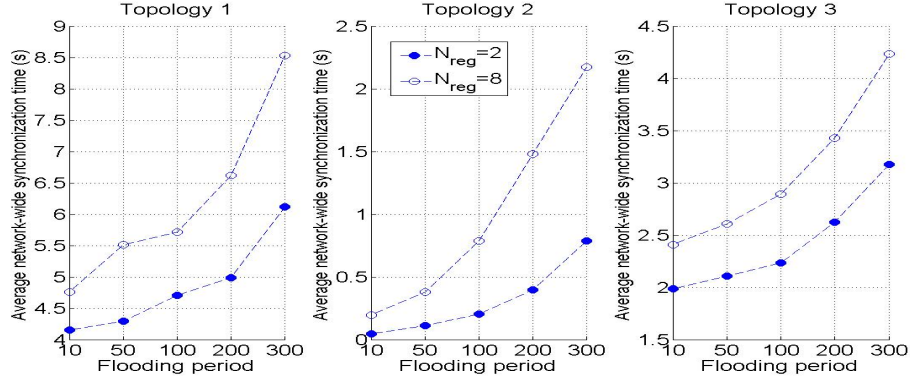 Topology 1
Average network-wide synchronization time (s)
9
8.5
8
7.5
7
6.5
6
5.5
5
4.5
4
10 50 100 200 300
Flooding period
Topology 2
Average network-wide synchronization time (s)
2.5
2
1.5
1
0.5
0
N_reg=2
N_reg=8
10 50 100 200 300
Flooding period
Topology 3
Average network-wide synchronization time (s)
4.5
4
3.5
3
2.5
2
1.5
10 50 100 200 300
Flooding period